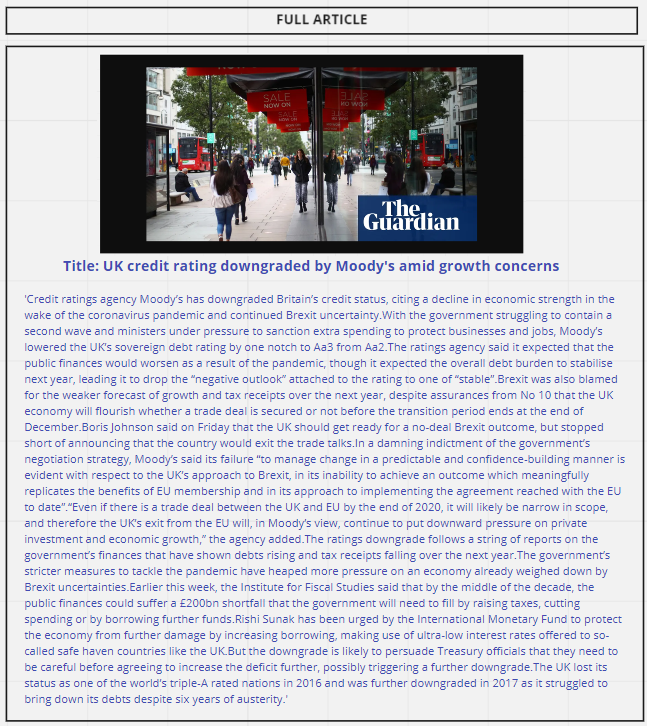 FULL ARTICLE
SALE
NOW ON
SALE
NOW ON
The
Guardian
Title: UK credit rating downgraded by Moody's amid growth concerns
'Credit ratings agency Moody's has downgraded Britain's credit status, citing a decline in economic strength in the
wake of the coronavirus pandemic and continued Brexit uncertainty.With the government struggling to contain a
second wave and ministers under pressure to sanction extra spending to protect businesses and jobs, Moody's
lowered the UK's sovereign debt rating by one notch to Aa3 from Aa2.The ratings agency said it expected that the
public finances would worsen as a result of the pandemic, though it expected the overall debt burden to stabilise
next year, leading it to drop the “negative outlook” attached to the rating to one of “stable”.Brexit was also blamed
for the weaker forecast of growth and tax receipts over the next year, despite assurances from No 10 that the UK
economy will flourish whether a trade deal is secured or not before the transition period ends at the end of
December.Boris Johnson said on Friday that the UK should get ready for a no-deal Brexit outcome, but stopped
short of announcing that the country would exit the trade talks.In a damning indictment of the government's
negotiation strategy, Moody's said its failure “to manage change in a predictable and confidence-building manner is
evident with respect to the UK's approach to Brexit, in its inability to achieve an outcome which meaningfully
replicates the benefits of EU membership and in its approach to implementing the agreement reached with the EU
to date”.“Even if there is a trade deal between the UK and EU by the end of 2020, it will likely be narrow in scope,
and therefore the UK's exit from the EU will, in Moody's view, continue to put downward pressure on private
investment and economic growth,” the agency added.The ratings downgrade follows a string of reports on the
government's finances that have shown debts rising and tax receipts falling over the next year.The government's
stricter measures to tackle the pandemic have heaped more pressure on an economy already weighed down by
Brexit uncertainties.Earlier this week, the Institute for Fiscal Studies said that by the middle of the decade, the
public finances could suffer a £200bn shortfall that the government will need to fill by raising taxes, cutting
spending or by borrowing further funds.Rishi Sunak has been urged by the International Monetary Fund to protect
the economy from further damage by increasing borrowing, making use of ultra-low interest rates offered to so-
called safe haven countries like the UK.But the downgrade is likely to persuade Treasury officials that they need to
be careful before agreeing to increase the deficit further, possibly triggering a further downgrade.The UK lost its
status as one of the world's triple-A rated nations in 2016 and was further downgraded in 2017 as it struggled to
bring down its debts despite six years of austerity.'